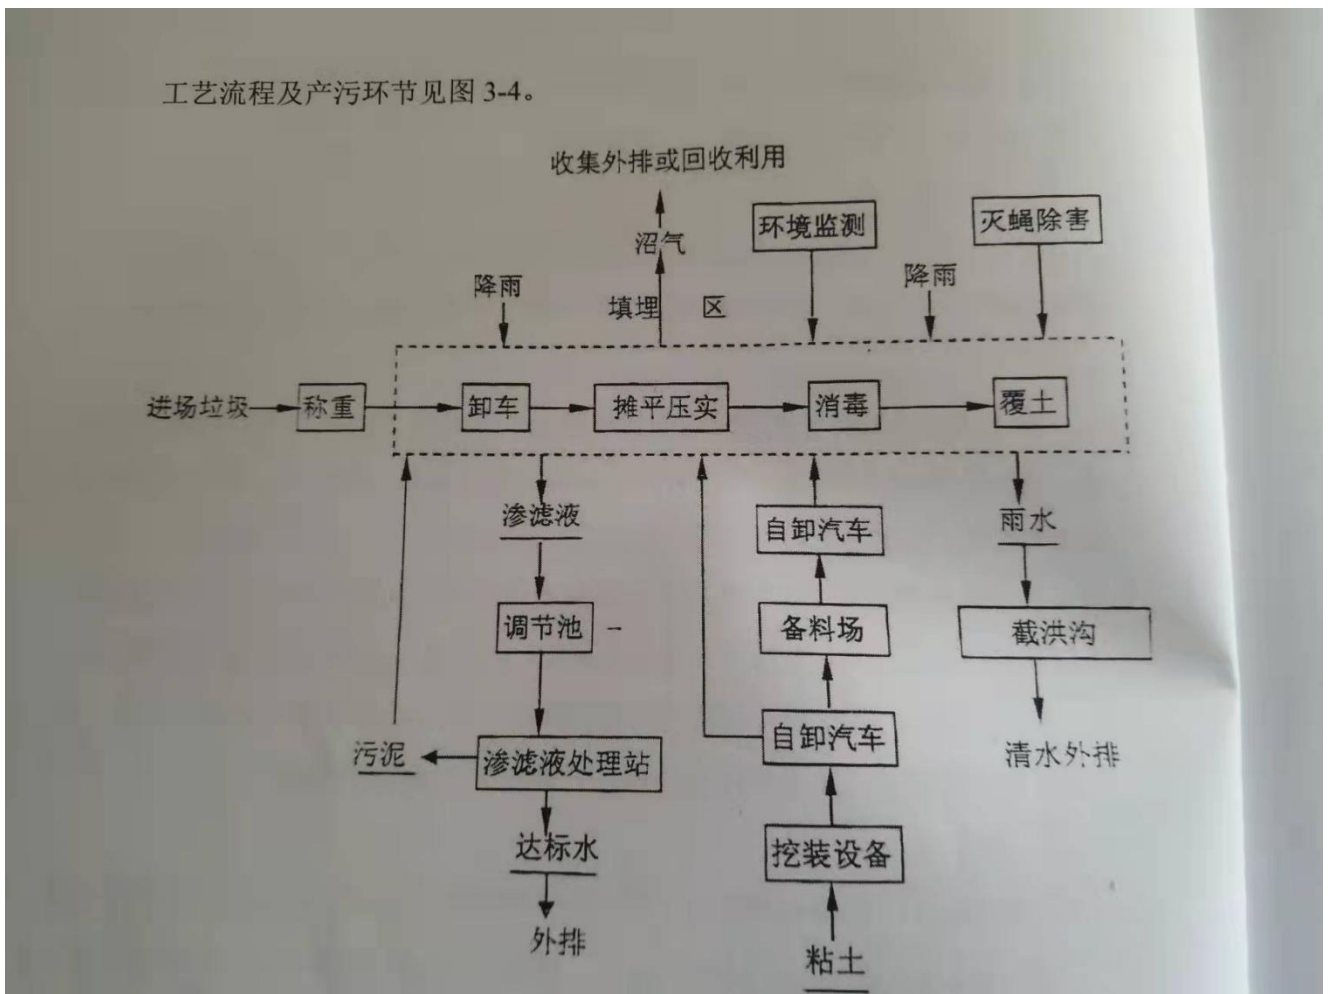 工艺流程及产污环节见图 3-4。
收集外排或回收利用
沼气
环境监测
灭蝇除害
降雨
填埋 区
降雨
进场垃圾
称重
卸车
摊平压实
消毒
覆土
渗滤液
自卸汽车
雨水
调节池
备料场
截洪沟
污泥
渗滤液处理站
自卸汽车
清水外排
达标水
挖装设备
外排
粘土